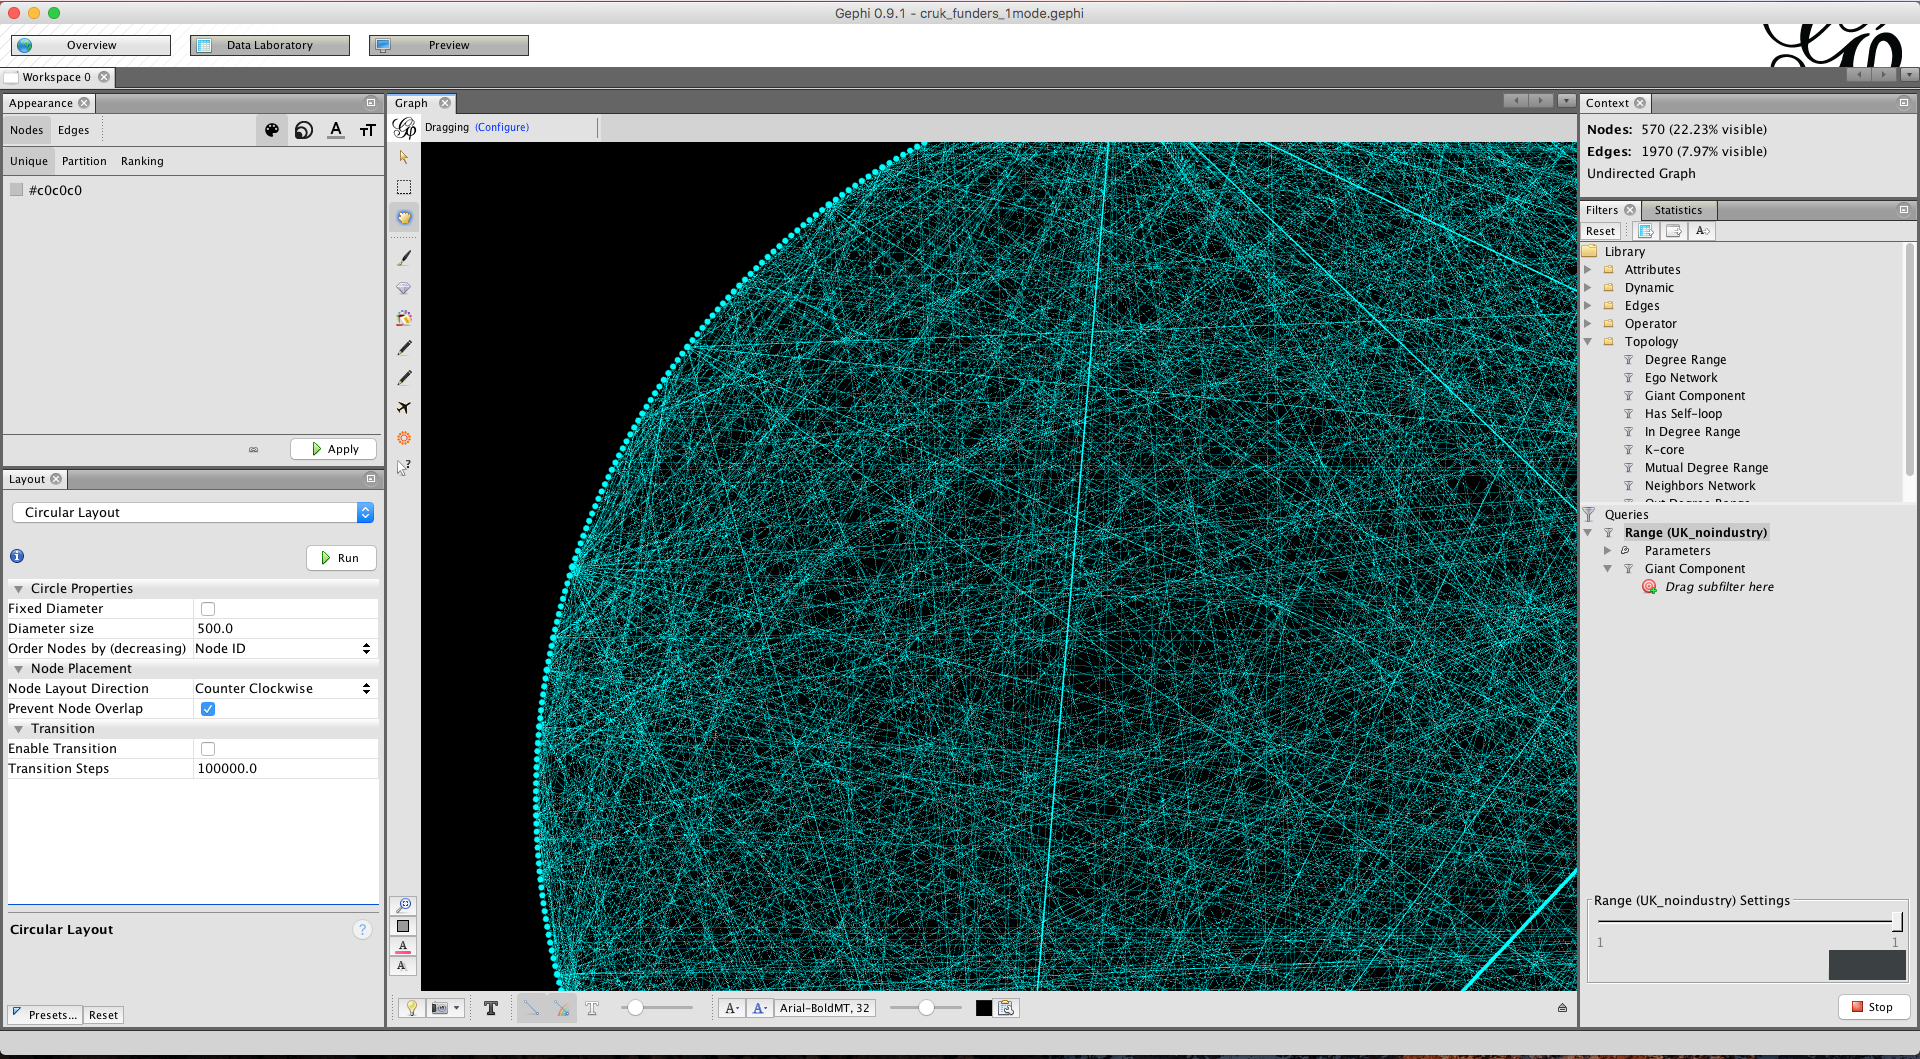 Gephi 0.9.1 - cruk_funders_1mode.gephi
Overview
Data Laboratory
Preview
Workspace 0
Appearance
Nodes
Edges
Unique
Partition
Ranking
#c0c0c0
Apply
Layout
Circular Layout
Run
Circle Properties
Fixed Diameter
Diameter size 500.0
Order Nodes by (decreasing) Node ID
Node Placement
Node Layout Direction Counter Clockwise
Prevent Node Overlap
Transition
Enable Transition
Transition Steps 100000.0
Circular Layout
Presets...
Reset
Graph
Dragging (Configure)
Arial-BoldMT, 32
Context
Nodes: 570 (22.23% visible)
Edges: 1970 (7.97% visible)
Undirected Graph
Filters
Statistics
Reset
Library
Attributes
Dynamic
Edges
Operator
Topology
Degree Range
Ego Network
Giant Component
Has Self-loop
In Degree Range
K-core
Mutual Degree Range
Neighbors Network
Queries
Range (UK_noindustry)
Parameters
Giant Component
Drag subfilter here
Range (UK_noindustry) Settings
1 1
Stop